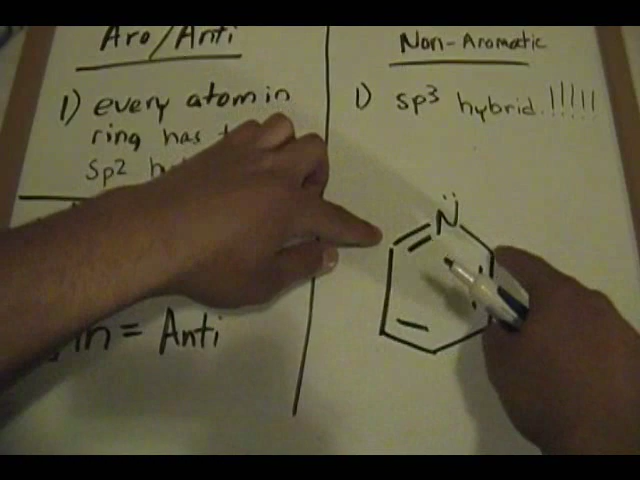 Aro/Anti
1) every atom in
ring has
sp2
= Anti
Non-Aromatic
1) sp3 hybrid!!!!!
N